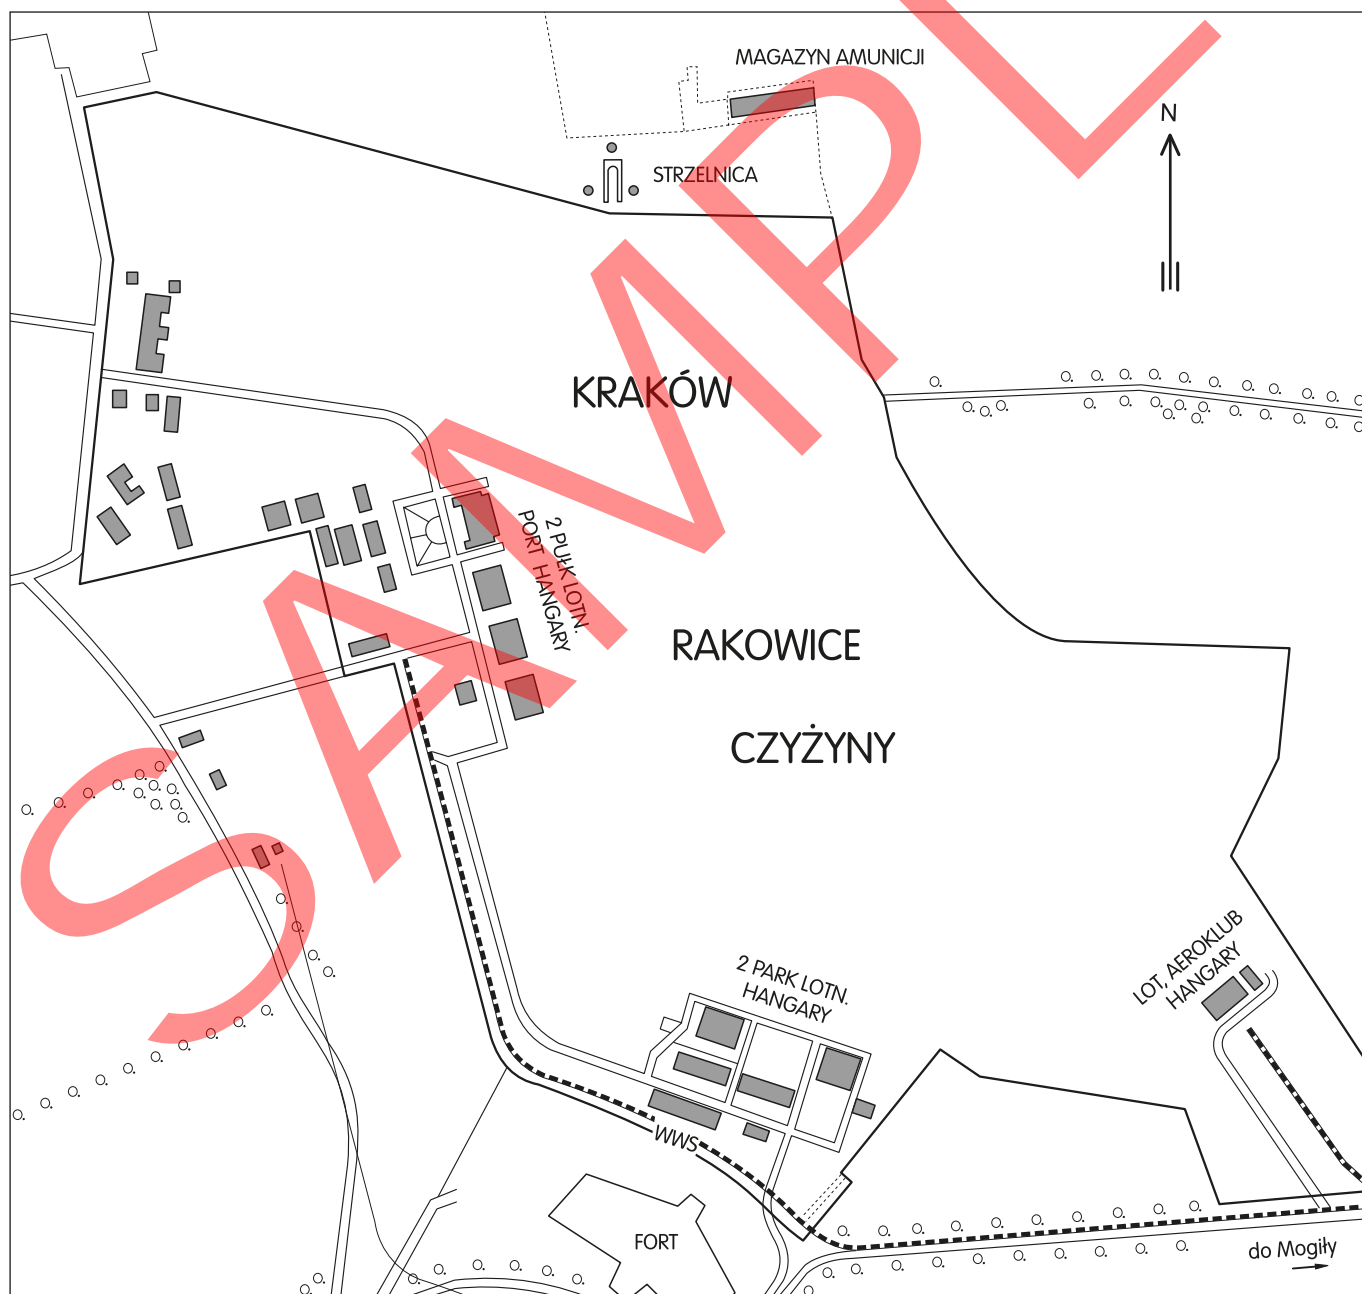 MAGAZYN AMUNICJI
N
STRZELNICA
KRAKÓW
2 PUŁK LOTN.
PORT HANGARY
RAKOWICE
CZYŻYNY
LOT, AEROKLUB
HANGARY
2 PARK LOTN.
HANGARY
WWS
FORT
do Mogiły
SAMPL